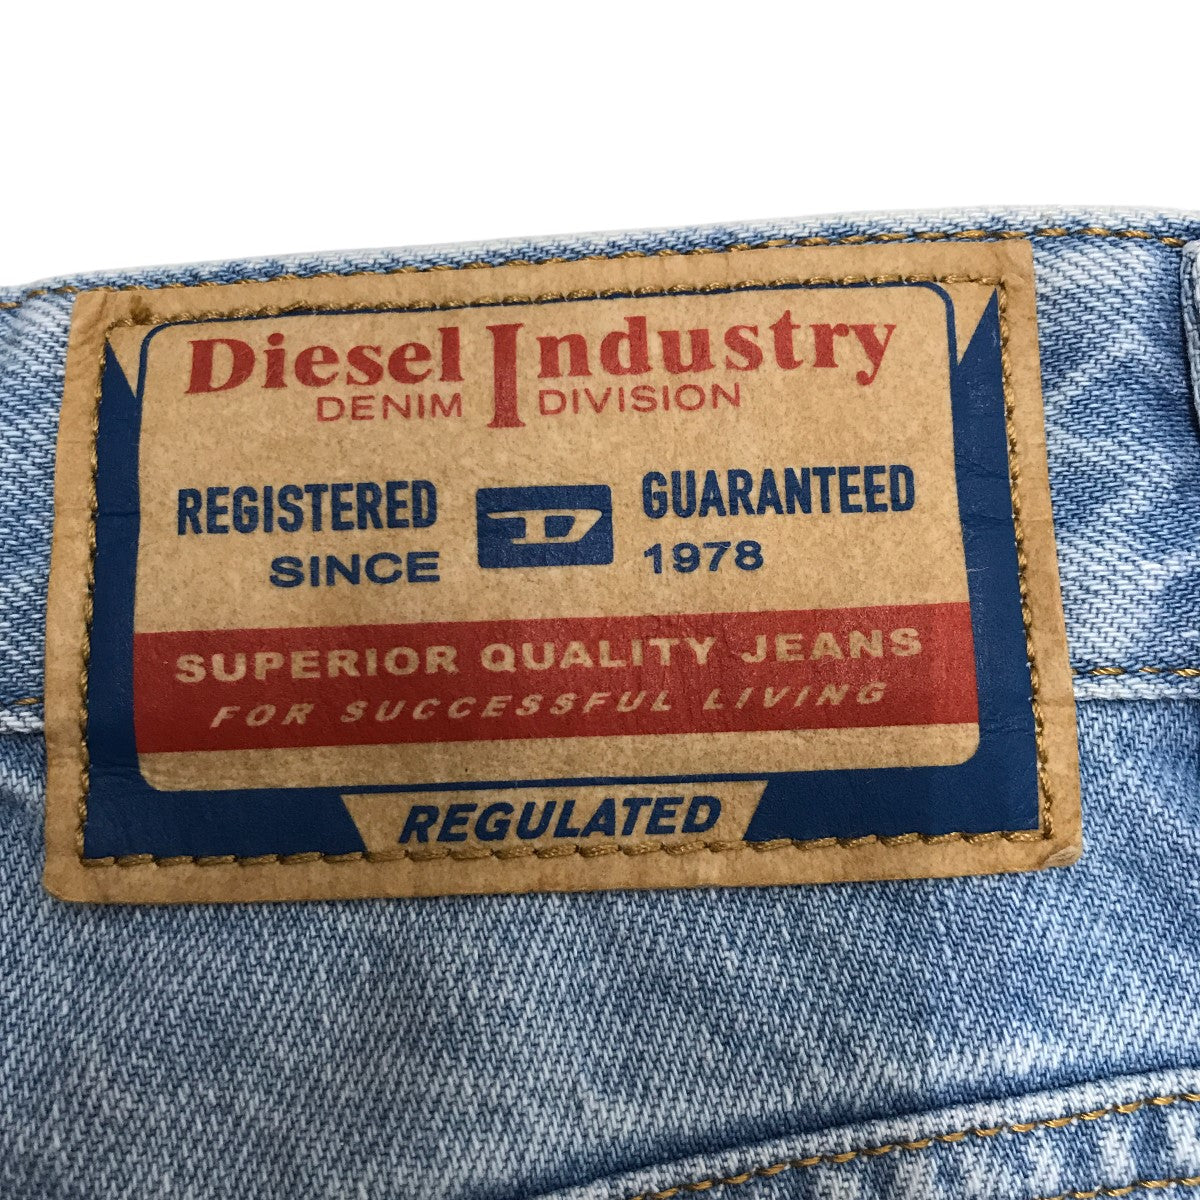 Diesel Industry
DENIM DIVISION
REGISTERED D GUARANTEED
SINCE 1978
SUPERIOR QUALITY JEANS
FOR SUCCESSFUL LIVING
REGULATED